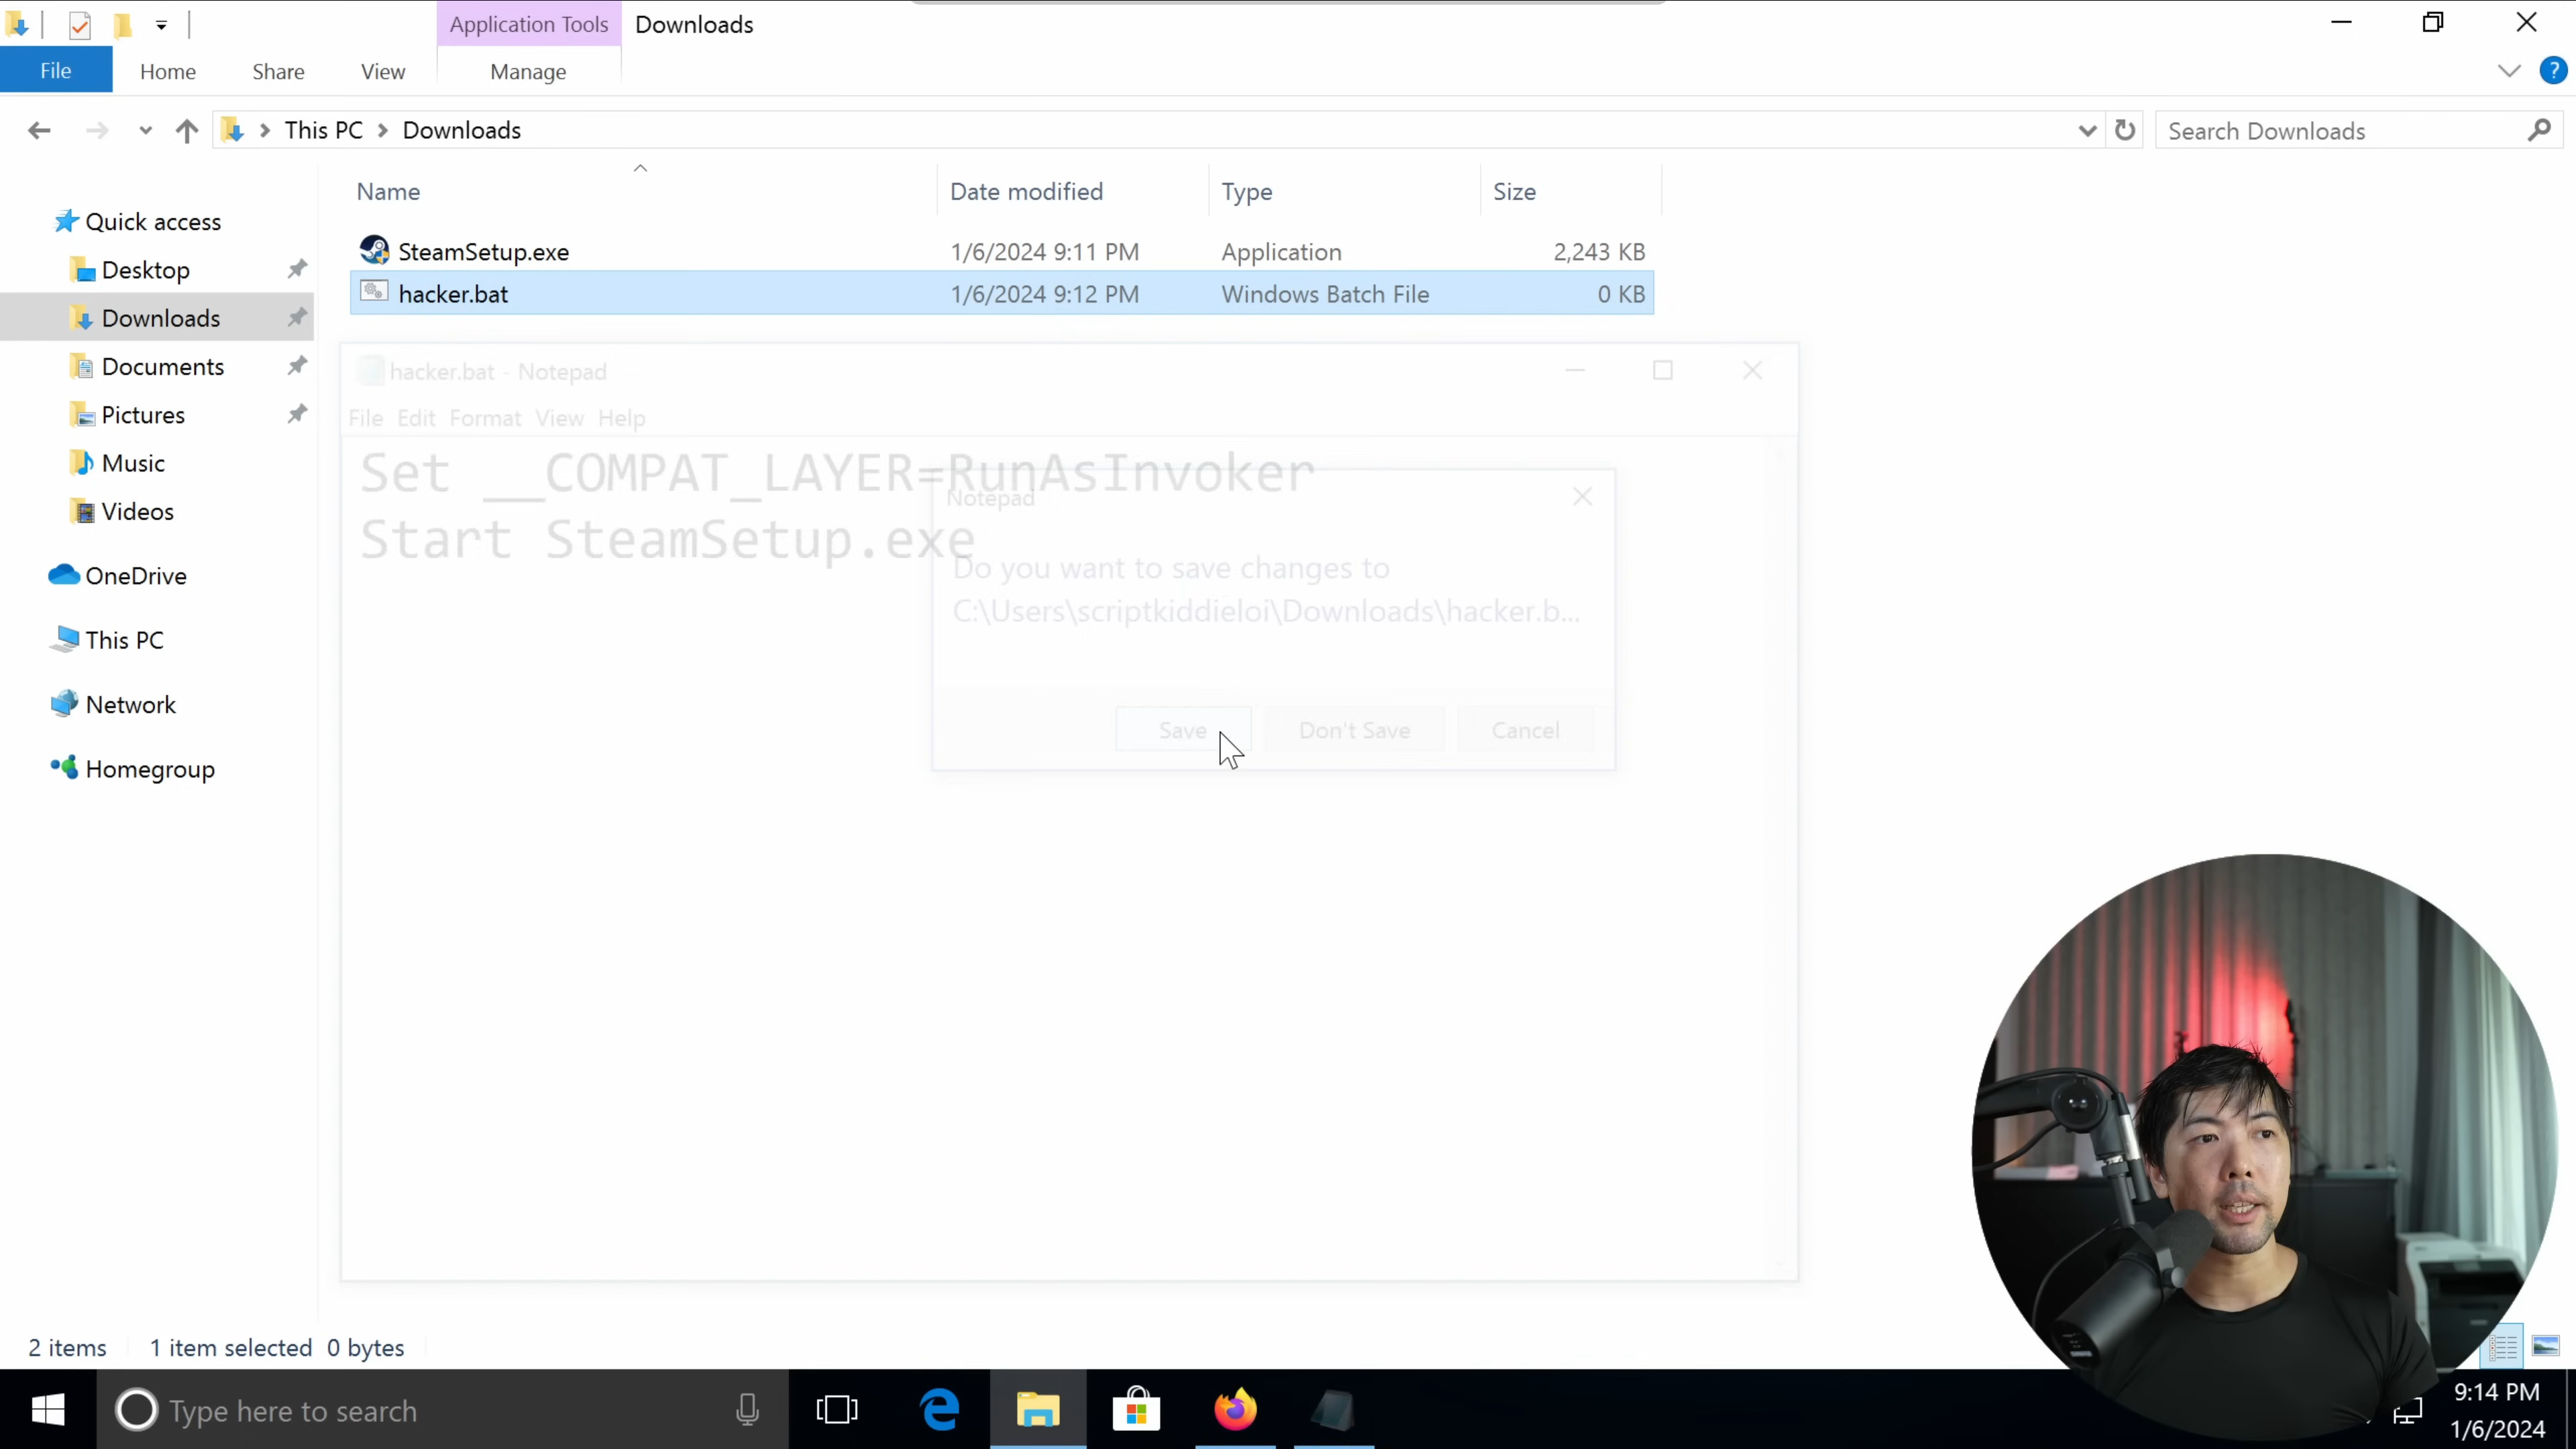 Application Tools
Downloads
File
Home
Share
View
Manage
?
This PC
Downloads
Search Downloads
Name
Date modified
Type
Size
Quick access
Desktop
Downloads
Documents
Pictures
Music
Videos
OneDrive
This PC
Network
Homegroup
SteamSetup.exe 1/6/2024 9:11 PM Application 2,243 KB
hacker.bat 1/6/2024 9:12 PM Windows Batch File 0 KB
hacker.bat - Notepad
File Edit Format View Help
Set __COMPAT_LAYER=RunAsInvoker
Start SteamSetup.exe
Notepad
Do you want to save changes to
C:\Users\scriptkiddieloi\Downloads\hacker.b...
Save
Don't Save
Cancel
2 items
1 item selected 0 bytes
Type here to search
9:14 PM
1/6/2024